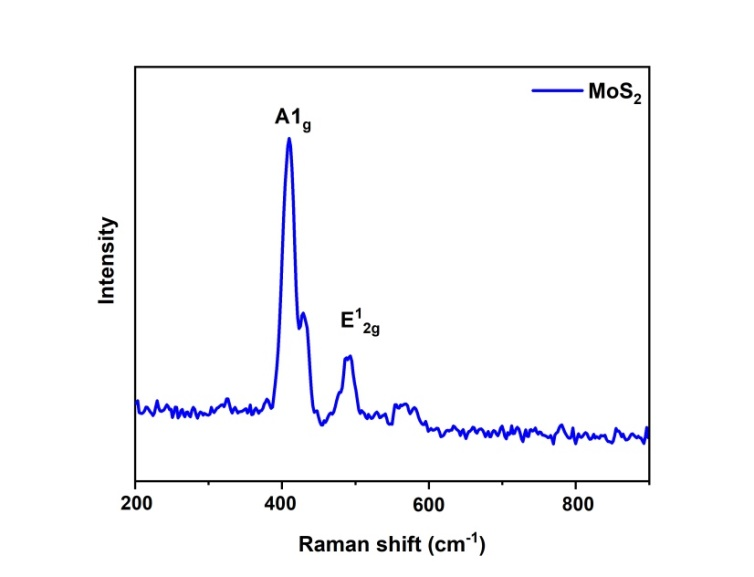 MoS₂
A1g
E¹2g
Intensity
200 400 600 800
Raman shift (cm⁻¹)